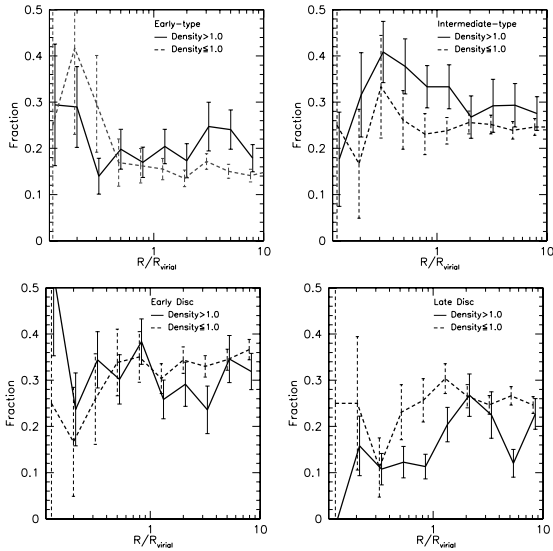 Early-type
Density>1.0
Density≤1.0
0.5
0.4
0.3
0.2
0.1
0
Fraction
1
10
R/Rvirial
Intermediate-type
Density>1.0
Density≤1.0
0.5
0.4
0.3
0.2
0.1
0
Fraction
1
10
R/Rvirial
Early Disc
Density>1.0
Density≤1.0
0.5
0.4
0.3
0.2
0.1
0
Fraction
1
10
R/Rvirial
Late Disc
Density>1.0
Density≤1.0
0.5
0.4
0.3
0.2
0.1
0
Fraction
1
10
R/Rvirial